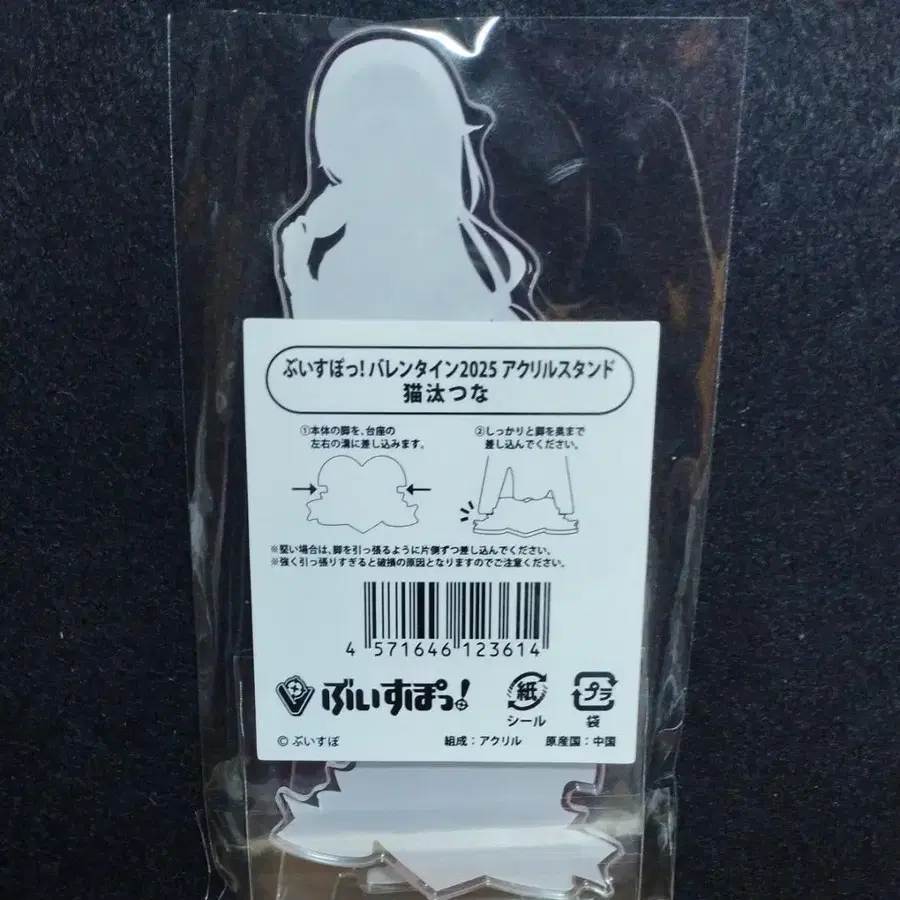 ぶいすぽっ!バレンタイン2025 アクリルスタンド
猫汰つな
①本体の脚を、台座の
左右の溝に差し込みます。
②しっかりと脚を奥まで
差し込んでください。
※堅い場合は、脚を引っ張るように片側ずつ差し込んでください。
※強く引っ張りすぎると破損の原因となりますのでご注意ください。
4 571646 123614
ぶいすぽっ!
紙
シール
プラ
袋
© ぶいすぽ
組成:アクリル 原産国:中国